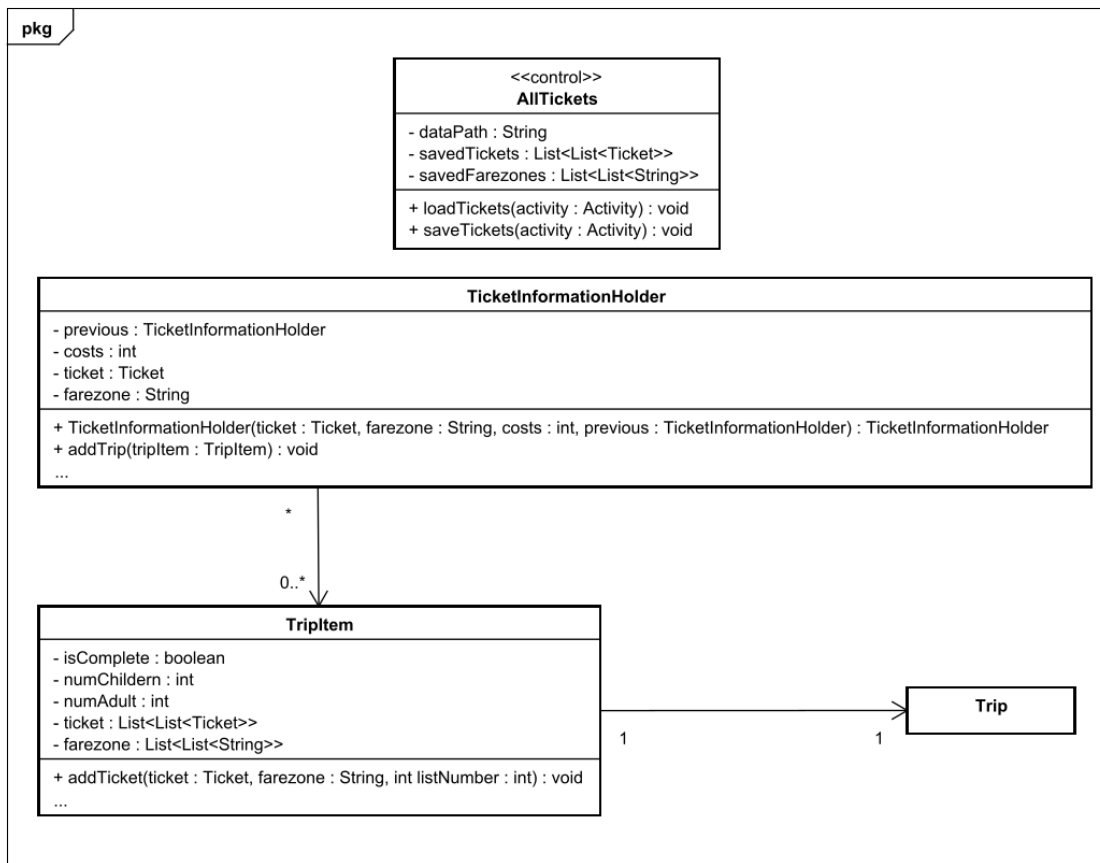 pkg
<<control>>
AllTickets
- dataPath : String
- savedTickets : List<List<Ticket>>
- savedFarezones : List<List<String>>
+ loadTickets(activity : Activity) : void
+ saveTickets(activity : Activity) : void
TicketInformationHolder
- previous : TicketInformationHolder
- costs : int
- ticket : Ticket
- farezone : String
+ TicketInformationHolder(ticket : Ticket, farezone : String, costs : int, previous : TicketInformationHolder) : TicketInformationHolder
+ addTrip(tripItem : TripItem) : void
...
*
0..*
TripItem
- isComplete : boolean
- numChildern : int
- numAdult : int
- ticket : List<List<Ticket>>
- farezone : List<List<String>>
+ addTicket(ticket : Ticket, farezone : String, int listNumber : int) : void
...
1
1
Trip